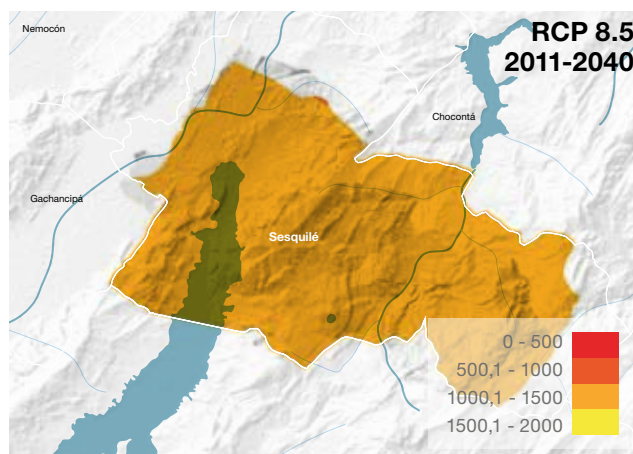 Nemocón
RCP 8.5
2011-2040
Chocontá
Gachancipá
Sesquilé
0 - 500
500,1 - 1000
1000,1 - 1500
1500,1 - 2000